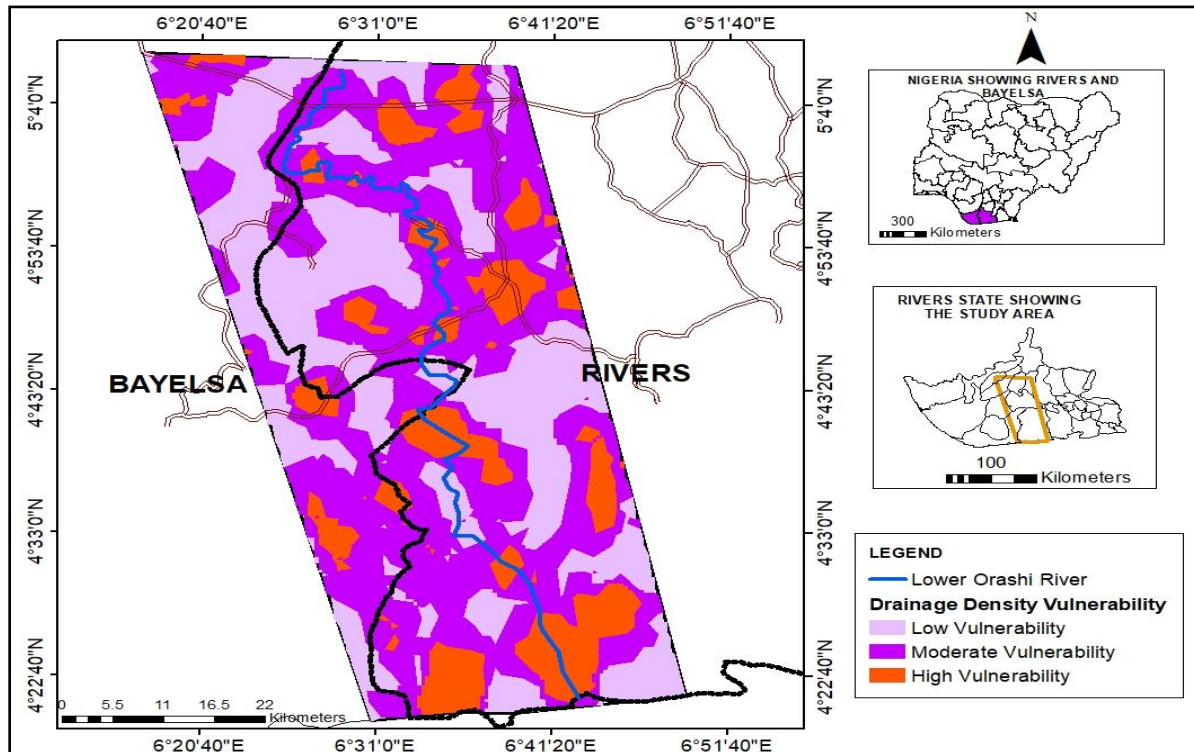 6°20'40"E 6°31'0"E 6°41'20"E 6°51'40"E
5°4'0"N
4°53'40"N
4°43'20"N
4°33'0"N
4°22'40"N
BAYELSA
RIVERS
0 5.5 11 16.5 22
Kilometers
5°4'0"N
4°53'40"N
4°43'20"N
4°33'0"N
4°22'40"N
6°20'40"E 6°31'0"E 6°41'20"E 6°51'40"E
N
NIGERIA SHOWING RIVERS AND
BAYELSA
300
Kilometers
RIVERS STATE SHOWING
THE STUDY AREA
100
Kilometers
LEGEND
Lower Orashi River
Drainage Density Vulnerability
Low Vulnerability
Moderate Vulnerability
High Vulnerability